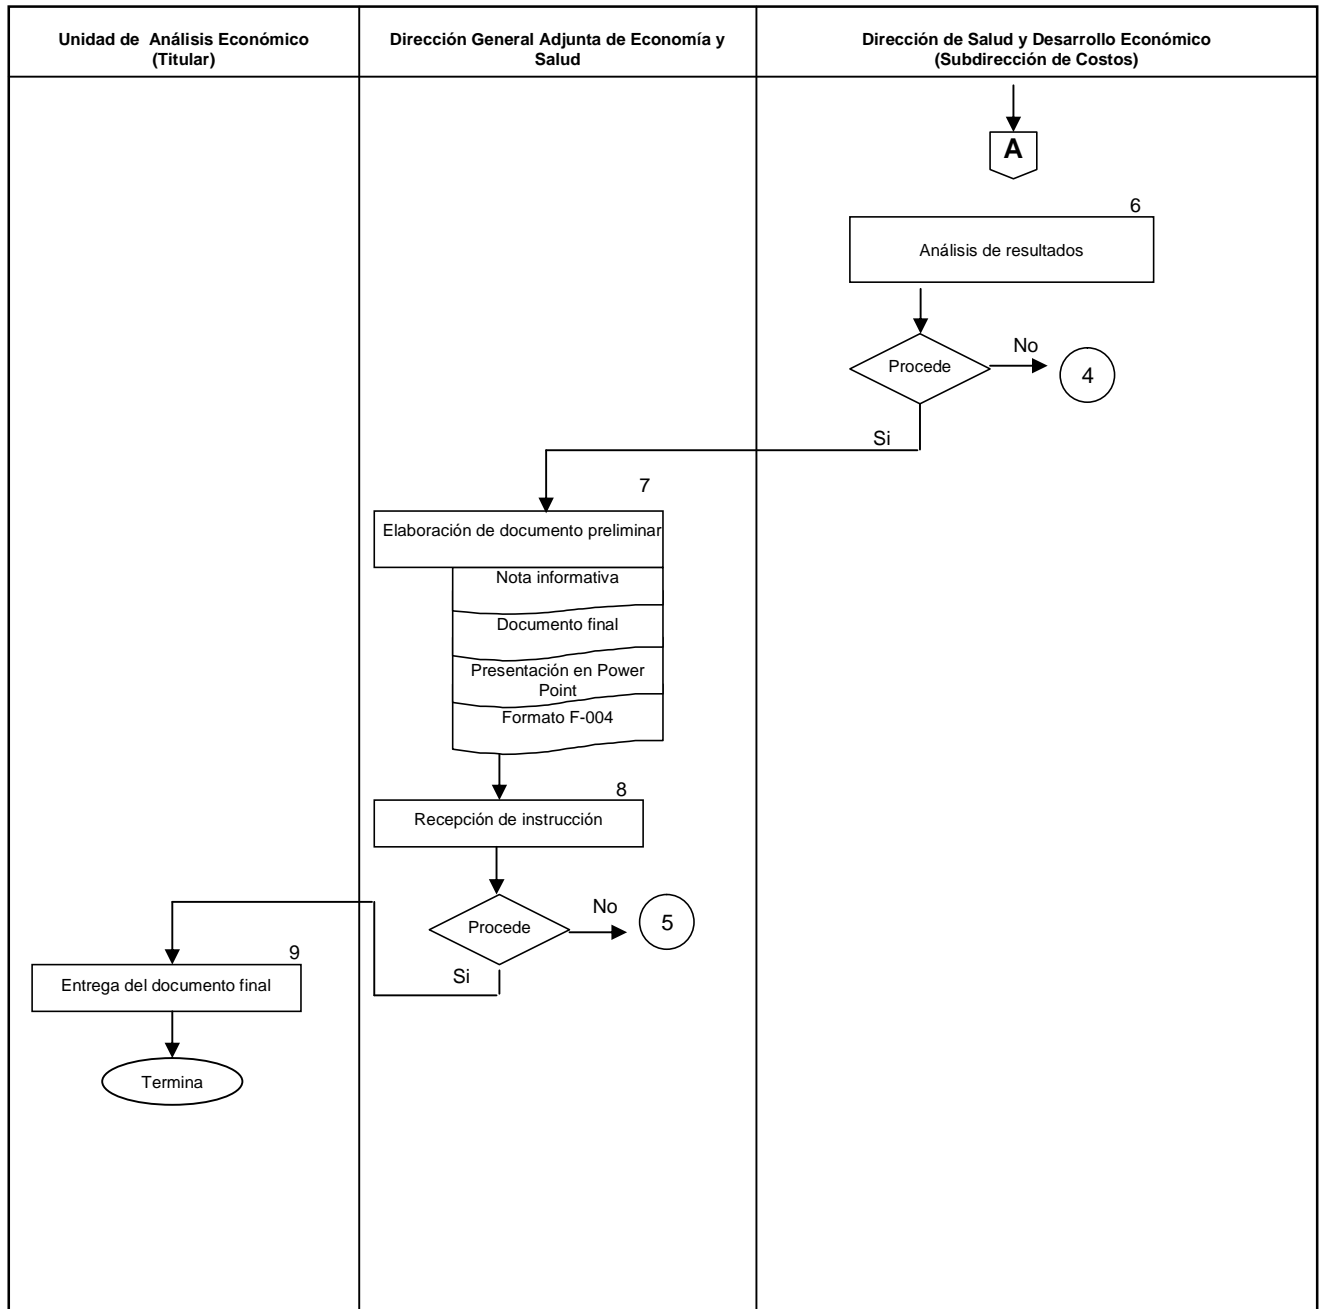 Unidad de Análisis Económico
(Titular)
Dirección General Adjunta de Economía y
Salud
Dirección de Salud y Desarrollo Económico
(Subdirección de Costos)
A
6
Análisis de resultados
Procede
No
4
Si
7
Elaboración de documento preliminar
Nota informativa
Documento final
Presentación en Power
Point
Formato F-004
8
Recepción de instrucción
Procede
No
5
Si
9
Entrega del documento final
Termina